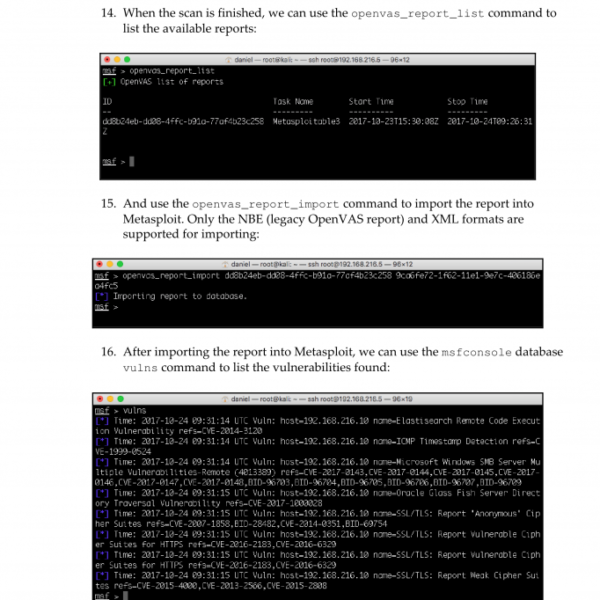 14. When the scan is finished, we can use the openvas_report_list command to
list the available reports:
daniel — root@kali: ~ — ssh root@192.168.216.5 — 96×12
msf > openvas_report_list
[+] OpenVAS list of reports
ID Task Name Start Time Stop Time
-- --------- ---------- ---------
dd8b24eb-dd08-4ffc-b91a-77af4b23c258 Metasploitable3 2017-10-23T15:30:08Z 2017-10-24T09:26:31
Z
msf >
15. And use the openvas_report_import command to import the report into
Metasploit. Only the NBE (legacy OpenVAS report) and XML formats are
supported for importing:
daniel — root@kali: ~ — ssh root@192.168.216.5 — 96×12
msf > openvas_report_import dd8b24eb-dd08-4ffc-b91a-77af4b23c258 9ca6fe72-1f62-11e1-9e7c-406186e
a4fc5
[*] Importing report to database.
msf >
16. After importing the report into Metasploit, we can use the msfconsole database
vulns command to list the vulnerabilities found:
daniel — root@kali: ~ — ssh root@192.168.216.5 — 96×19
msf > vulns
[*] Time: 2017-10-24 09:31:14 UTC Vuln: host=192.168.216.10 name=Elasticsearch Remote Code Execut
ion Vulnerability refs=CVE-2014-3120
[*] Time: 2017-10-24 09:31:14 UTC Vuln: host=192.168.216.10 name=ICMP Timestamp Detection refs=C
VE-1999-0524
[*] Time: 2017-10-24 09:31:14 UTC Vuln: host=192.168.216.10 name=Microsoft Windows SMB Server Mu
ltiple Vulnerabilities-Remote (4013389) refs=CVE-2017-0143,CVE-2017-0144,CVE-2017-0145,CVE-2017-
0146,CVE-2017-0147,CVE-2017-0148,BID-96703,BID-96704,BID-96705,BID-96706,BID-96707,BID-96709
[*] Time: 2017-10-24 09:31:15 UTC Vuln: host=192.168.216.10 name=Oracle Glass Fish Server Direct
ory Traversal Vulnerability refs=CVE-2017-1000028
[*] Time: 2017-10-24 09:31:15 UTC Vuln: host=192.168.216.10 name=SSL/TLS: Report 'Anonymous' Cip
her Suites refs=CVE-2007-1858,BID-28482,CVE-2014-0351,BID-69754
[*] Time: 2017-10-24 09:31:15 UTC Vuln: host=192.168.216.10 name=SSL/TLS: Report Vulnerable Ciph
er Suites for HTTPS refs=CVE-2016-2183,CVE-2016-6329
[*] Time: 2017-10-24 09:31:15 UTC Vuln: host=192.168.216.10 name=SSL/TLS: Report Vulnerable Ciph
er Suites for HTTPS refs=CVE-2016-2183,CVE-2016-6329
[*] Time: 2017-10-24 09:31:15 UTC Vuln: host=192.168.216.10 name=SSL/TLS: Report Weak Cipher Sui
tes refs=CVE-2015-4000,CVE-2013-2566,CVE-2015-2808
msf >